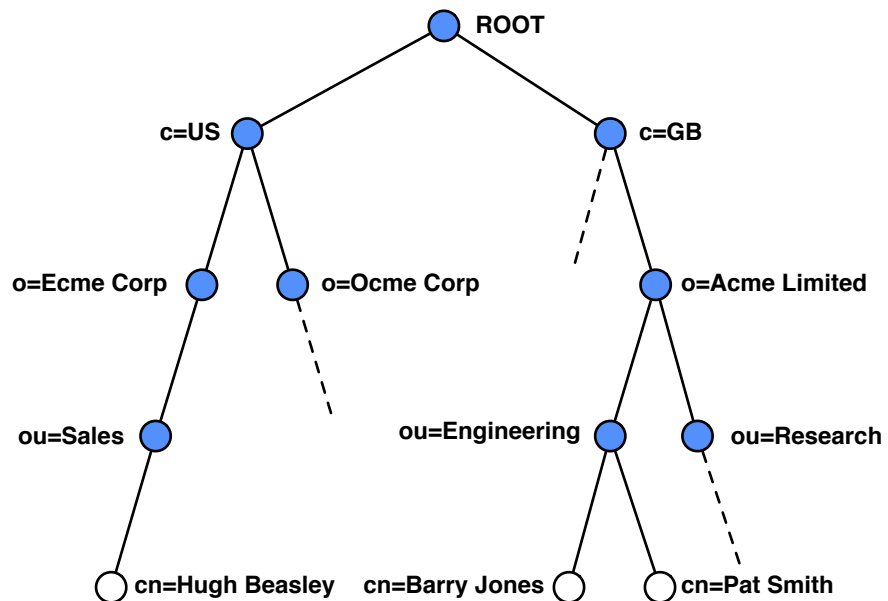 ROOT
c=US
c=GB
o=Ecme Corp
o=Ocme Corp
o=Acme Limited
ou=Sales
ou=Engineering
ou=Research
cn=Hugh Beasley
cn=Barry Jones
cn=Pat Smith